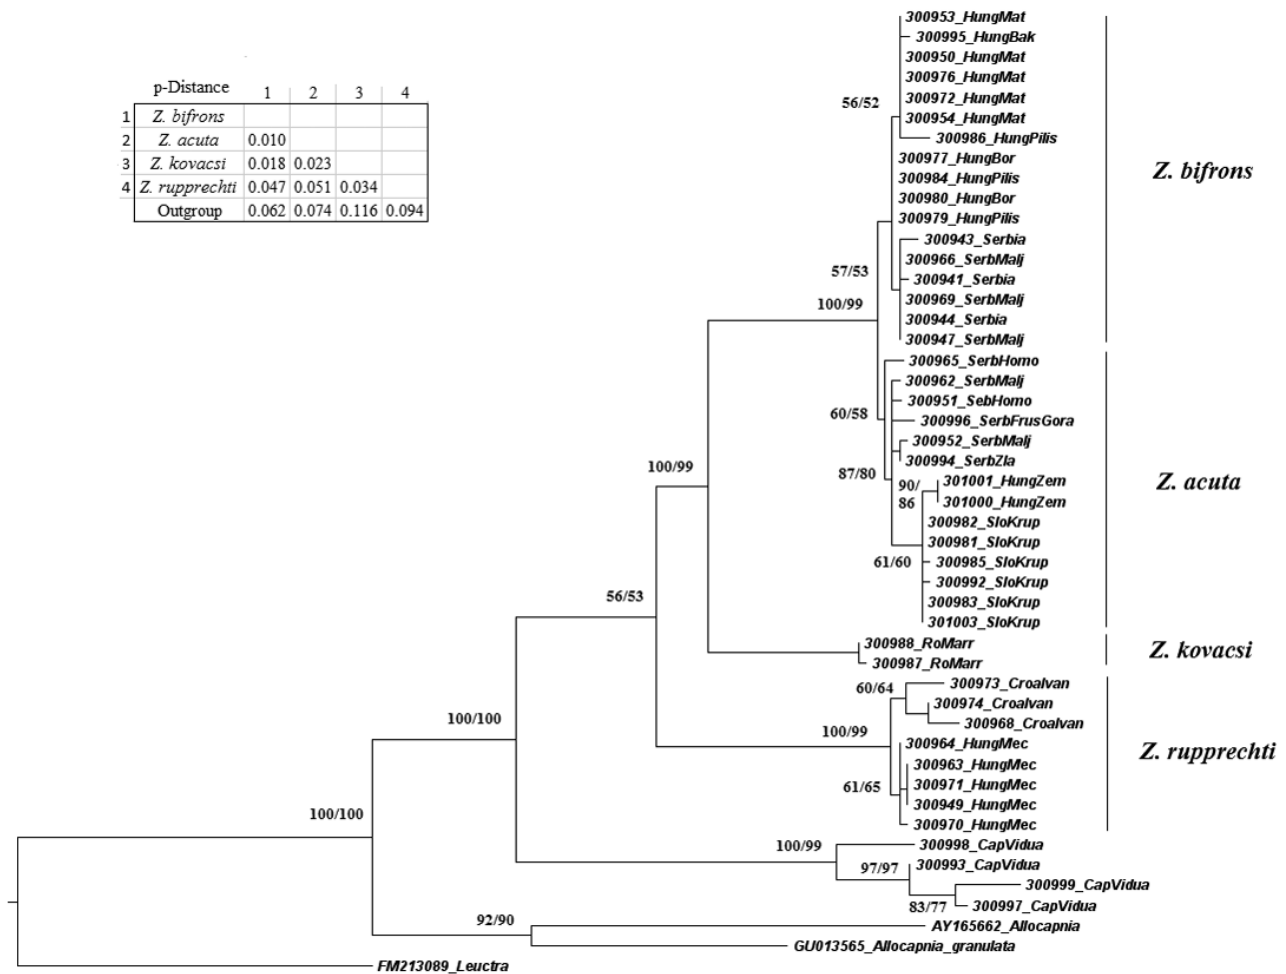 p-Distance 1 2 3 4
1 Z. bifrons
2 Z. acuta 0.010
3 Z. kovacsi 0.018 0.023
4 Z. rupprechti 0.047 0.051 0.034
Outgroup 0.062 0.074 0.116 0.094
300953_HungMat
300995_HungBak
300950_HungMat
300976_HungMat
300972_HungMat
56/52
300954_HungMat
300986_HungPilis
300977_HungBor
Z. bifrons
300984_HungPilis
300980_HungBor
300979_HungPilis
300943_Serbia
300966_SerbMalj
57/53
300941_Serbia
300969_SerbMalj
100/99
300944_Serbia
300947_SerbMalj
300965_SerbHomo
300962_SerbMalj
300951_SebHomo
60/58
300996_SerbFrusGora
300952_SerbMalj
300994_SerbZla
100/99
87/80
90/
86
301001_HungZem
Z. acuta
301000_HungZem
300982_SloKrup
300981_SloKrup
61/60
300985_SloKrup
300992_SloKrup
56/53
300983_SloKrup
301003_SloKrup
300988_RoMarr
Z. kovacsi
300987_RoMarr
60/64
300973_CroaIvan
300974_CroaIvan
100/100
300968_CroaIvan
100/99
300964_HungMec
Z. rupprechti
300963_HungMec
61/65
300971_HungMec
300949_HungMec
100/100
300970_HungMec
100/99
300998_CapVidua
97/97
300993_CapVidua
300999_CapVidua
83/77
300997_CapVidua
92/90
AY165662_Allocapnia
GU013565_Allocapnia_granulata
FM213089_Leuctra